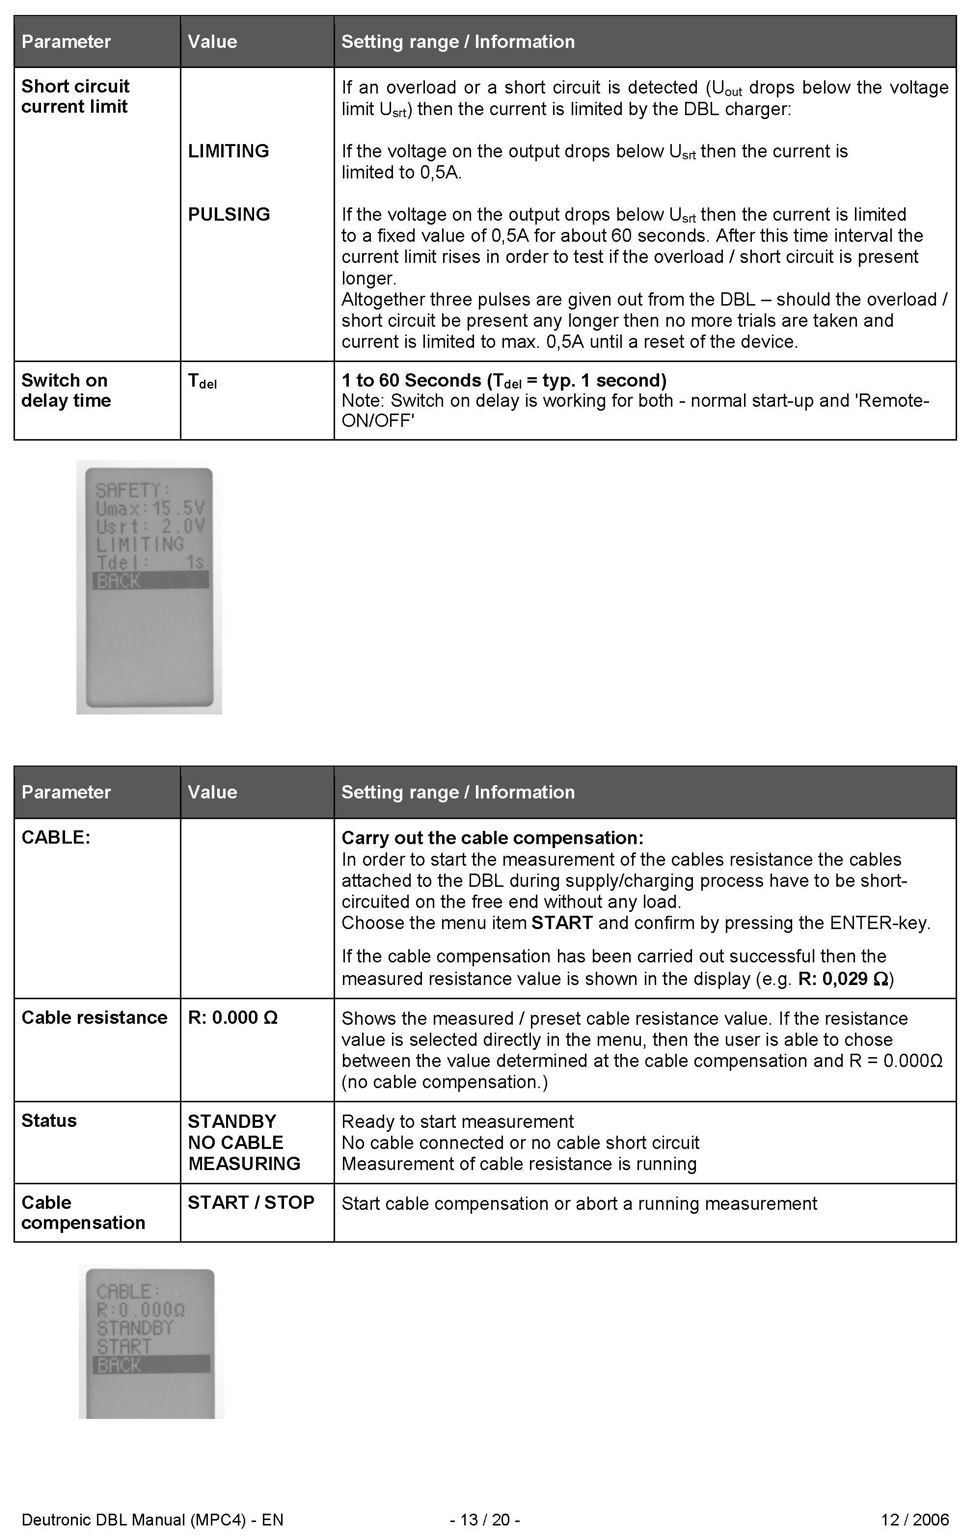 Parameter Value Setting range / Information
Short circuit
current limit
If an overload or a short circuit is detected (Uout drops below the voltage
limit Usrt) then the current is limited by the DBL charger:
LIMITING
If the voltage on the output drops below Usrt then the current is
limited to 0,5A.
PULSING
If the voltage on the output drops below Usrt then the current is limited
to a fixed value of 0,5A for about 60 seconds. After this time interval the
current limit rises in order to test if the overload / short circuit is present
longer.
Altogether three pulses are given out from the DBL – should the overload /
short circuit be present any longer then no more trials are taken and
current is limited to max. 0,5A until a reset of the device.
Switch on
delay time
Tdel
1 to 60 Seconds (Tdel = typ. 1 second)
Note: Switch on delay is working for both - normal start-up and 'Remote-
ON/OFF'
SAFETY:
Umax:15.5V
Usrt: 2.0V
LIMITING
Tdel: 1s
BACK
Parameter Value Setting range / Information
CABLE:
Carry out the cable compensation:
In order to start the measurement of the cables resistance the cables
attached to the DBL during supply/charging process have to be short-
circuited on the free end without any load.
Choose the menu item START and confirm by pressing the ENTER-key.
If the cable compensation has been carried out successful then the
measured resistance value is shown in the display (e.g. R: 0,029 Ω)
Cable resistance R: 0.000 Ω
Shows the measured / preset cable resistance value. If the resistance
value is selected directly in the menu, then the user is able to chose
between the value determined at the cable compensation and R = 0.000Ω
(no cable compensation.)
Status
STANDBY Ready to start measurement
NO CABLE No cable connected or no cable short circuit
MEASURING Measurement of cable resistance is running
Cable
compensation
START / STOP Start cable compensation or abort a running measurement
CABLE:
R:0.000Ω
STANDBY
START
BACK
Deutronic DBL Manual (MPC4) - EN - 13 / 20 - 12 / 2006